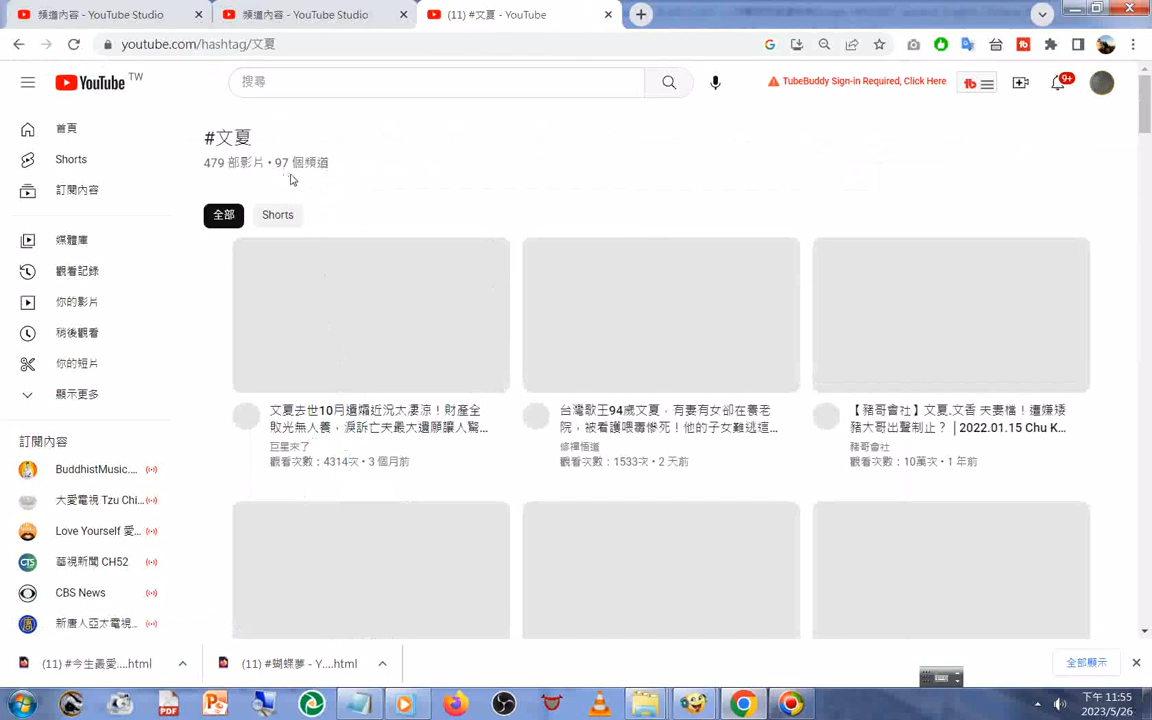 頻道內容 - YouTube Studio
頻道內容 - YouTube Studio
(11) #文夏 - YouTube
youtube.com/hashtag/文夏
YouTube TW
搜尋
TubeBuddy Sign-in Required, Click Here
tb
9+
首頁
Shorts
訂閱內容
媒體庫
觀看記錄
你的影片
稍後觀看
你的短片
顯示更多
訂閱內容
BuddhistMusic....
大愛電視 Tzu Chi...
Love Yourself 愛...
華視新聞 CH52
CBS News
新唐人亞太電視...
#文夏
479 部影片 • 97 個頻道
全部
Shorts
文夏去世10月遺孀近況太淒涼！財產全
敗光無人養，淚訴亡夫最大遺願讓人驚...
巨星來了
觀看次數：4314次 • 3 個月前
台灣歌王94歲文夏，有妻有女卻在養老
院，被看護喂毒慘死！他的子女難逃這...
修禪悟道
觀看次數：1533次 • 2 天前
【豬哥會社】文夏.文香 夫妻檔！遭嫌矮
豬大哥出聲制止？│2022.01.15 Chu K...
豬哥會社
觀看次數：10萬次 • 1 年前
(11) #今生最愛....html
(11) #蝴蝶夢 - Y....html
全部顯示
下午 11:55
2023/5/26